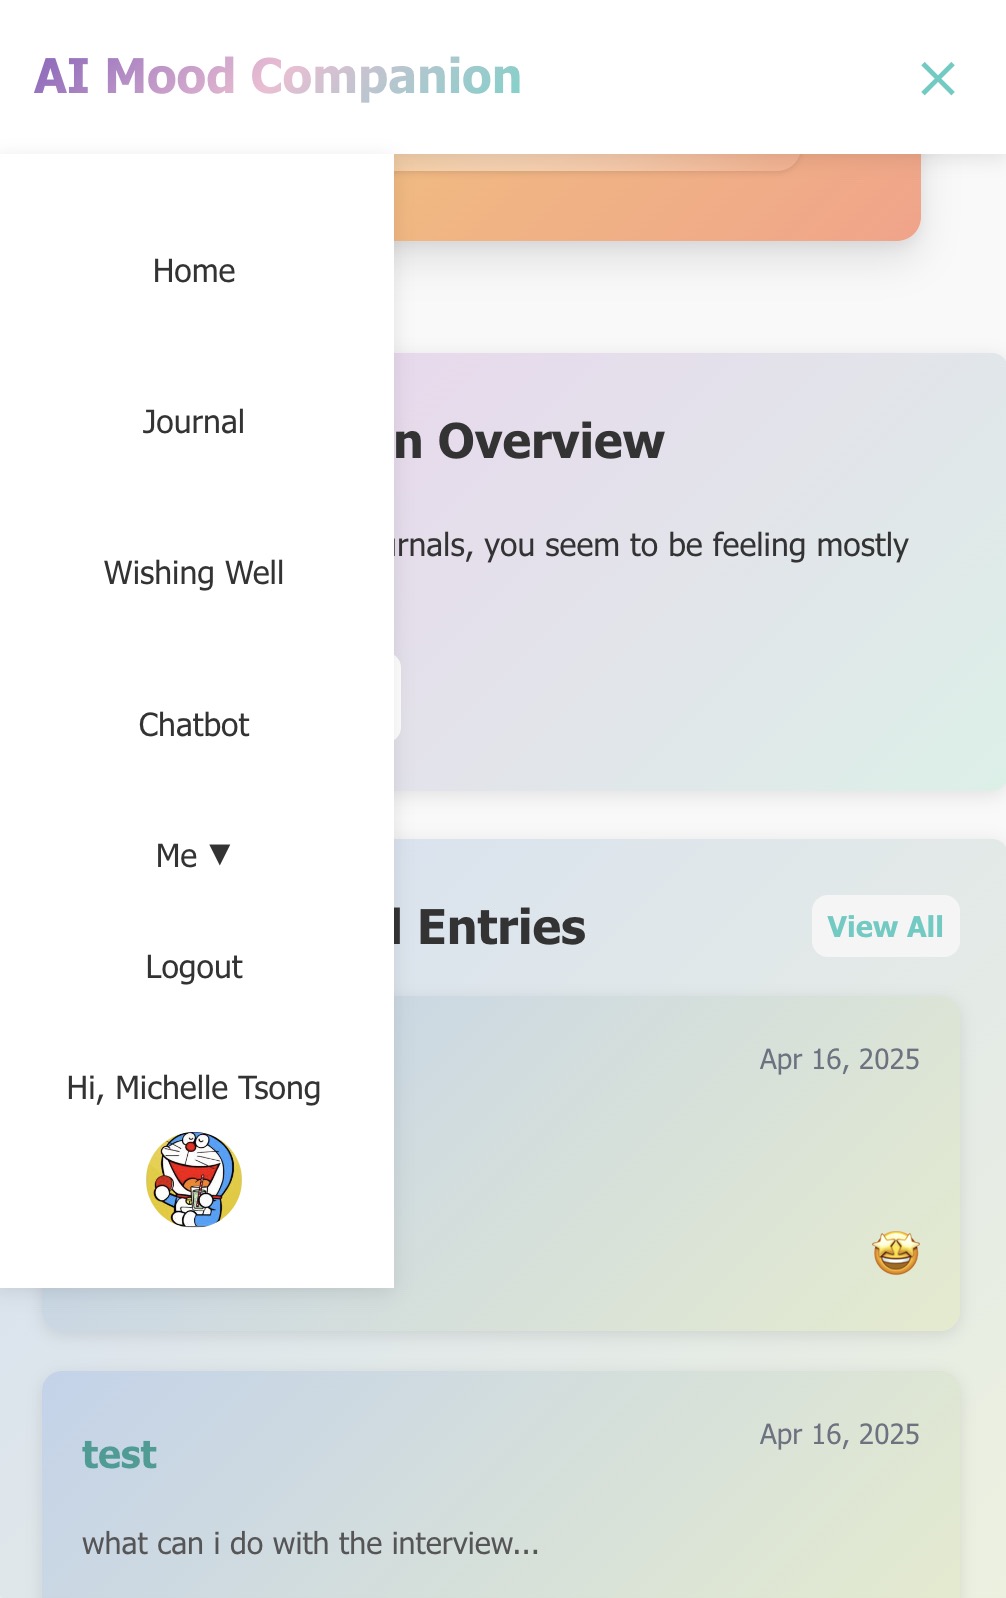 AI Mood Companion
Home
Journal
Wishing Well
Chatbot
Me ▼
Logout
Hi, Michelle Tsong
Overview
you seem to be feeling mostly
Entries
View All
Apr 16, 2025
test
Apr 16, 2025
what can i do with the interview...